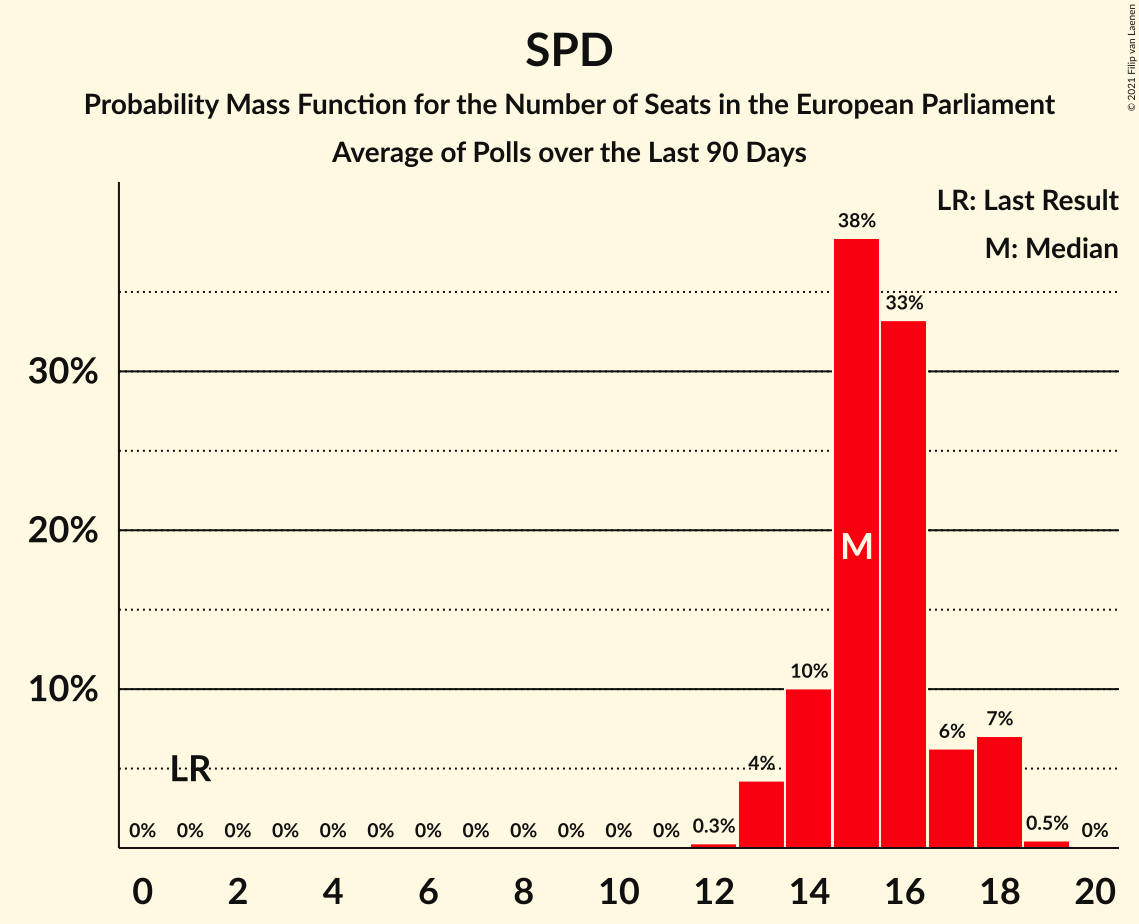 SPD
Probability Mass Function for the Number of Seats in the European Parliament
Average of Polls over the Last 90 Days
© 2021 Filip van Laenen
LR: Last Result
M: Median
38%
33%
30%
20%
M
10%
10%
7%
6%
LR
4%
0% 0% 0% 0% 0% 0% 0% 0% 0% 0% 0% 0% 0.3% 0.5% 0%
0 2 4 6 8 10 12 14 16 18 20